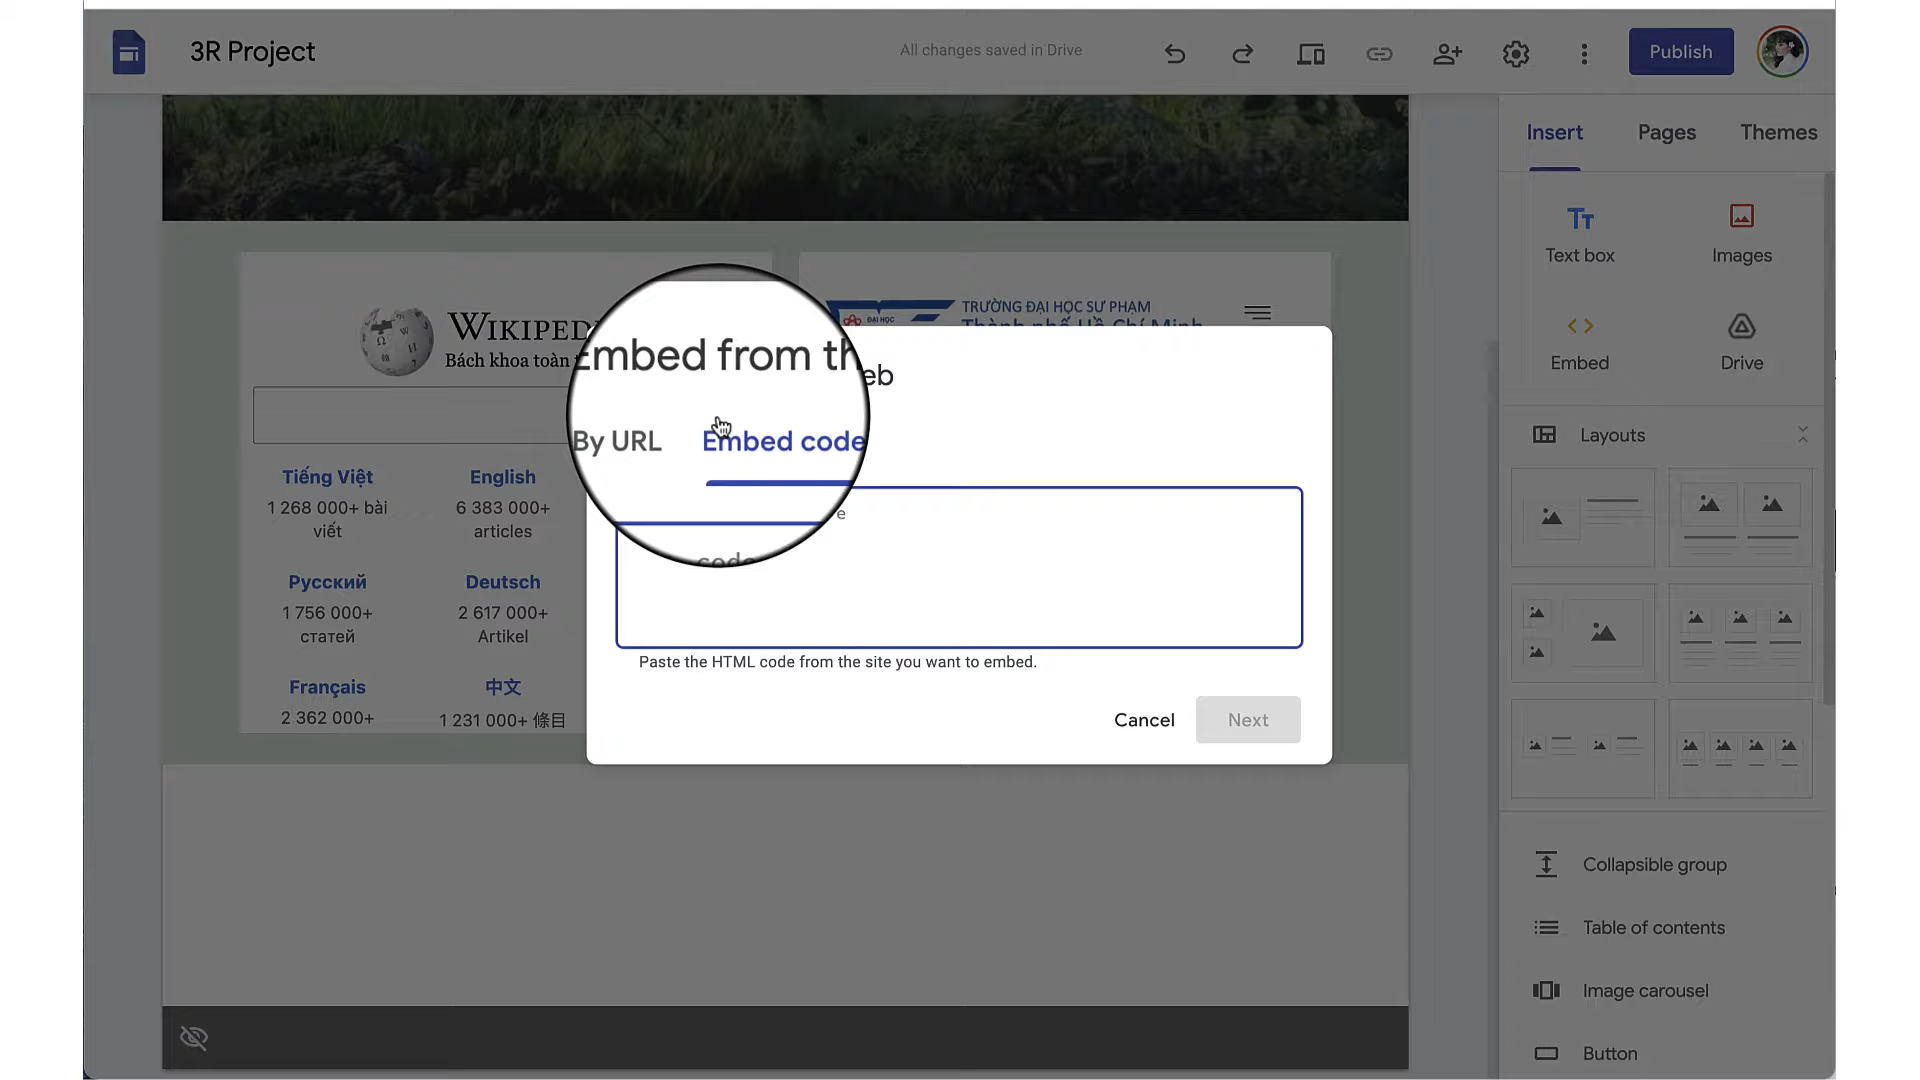 3R Project
All changes saved in Drive
Publish
Insert
Pages
Themes
Text box
Images
Embed
Drive
Layouts
Collapsible group
Table of contents
Image carousel
Button
WIKIPED
Bách khoa toàn
Tiếng Việt
1 268 000+ bài
viết
English
6 383 000+
articles
Русский
1 756 000+
статей
Deutsch
2 617 000+
Artikel
Français
2 362 000+
中文
1 231 000+ 條目
ĐẠI HỌC
TRƯỜNG ĐẠI HỌC SƯ PHẠM
Thành phố Hồ Chí Minh
Embed from th
eb
By URL
Embed code
e
code
Paste the HTML code from the site you want to embed.
Cancel
Next